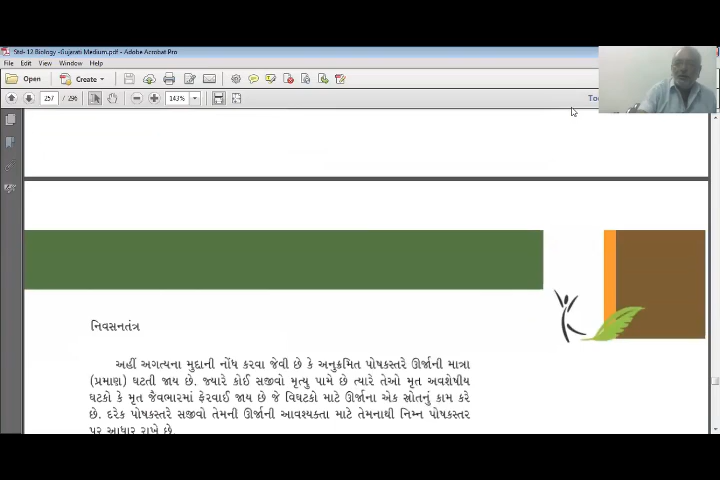 Std- 12 Biology -Gujarati Medium.pdf - Adobe Acrobat Pro
File Edit View Window Help
Open Create
257 / 296 143%
નિવસનતંત્ર
અહીં અગત્યના મુદ્દાની નોંધ કરવા જેવી છે કે અનુક્રમિત પોષકસ્તરે ઊર્જાની માત્રા
(પ્રમાણ) ઘટતી જાય છે. જ્યારે કોઈ સજીવો મૃત્યુ પામે છે ત્યારે તેઓ મૃત અવશેષીય
ઘટકો કે મૃત જૈવભારમાં ફેરવાઈ જાય છે જે વિઘટકો માટે ઊર્જાના એક સ્રોતનું કામ કરે
છે. દરેક પોષકસ્તરે સજીવો તેમની ઊર્જાની આવશ્યક્તા માટે તેમનાથી નિમ્ન પોષકસ્તર
પર આધાર રાખે છે.